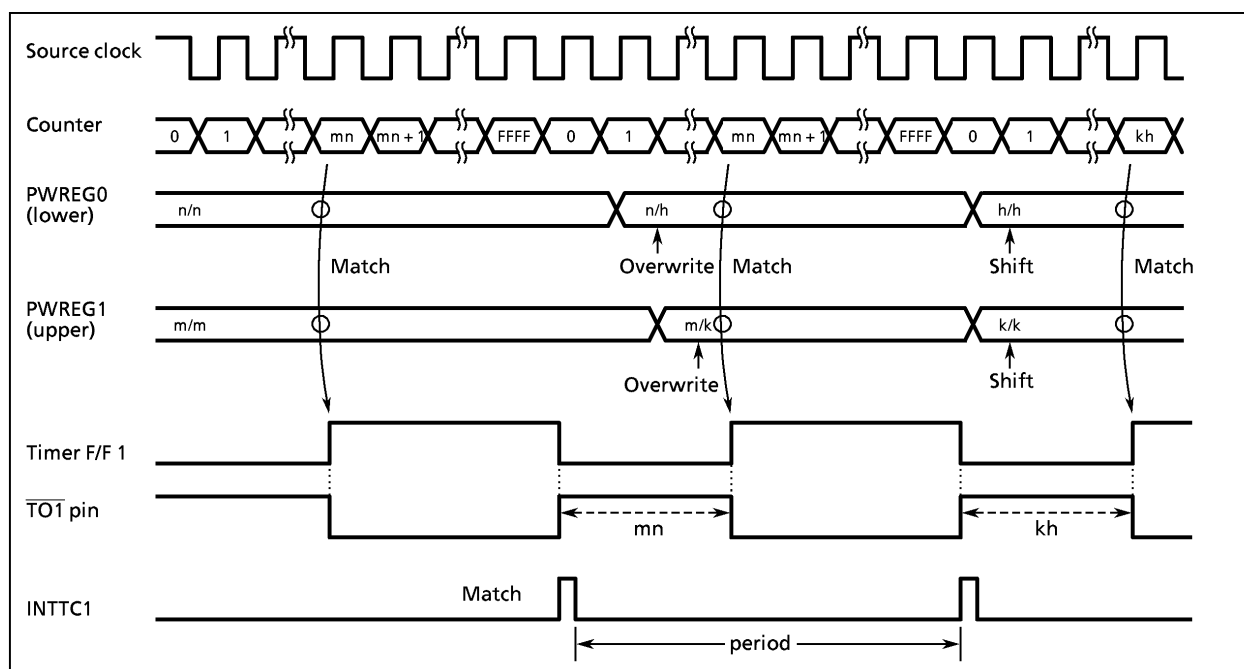 Source clock
Counter
0 1 mn mn + 1 FFFF 0 1 mn mn + 1 FFFF 0 1 kh
PWREG0
(lower)
n/n n/h h/h
Overwrite Shift
Match Match Match
PWREG1
(upper)
m/m m/k k/k
Overwrite Shift
Timer F/F 1
TO1 pin
mn kh
INTTC1
Match
period